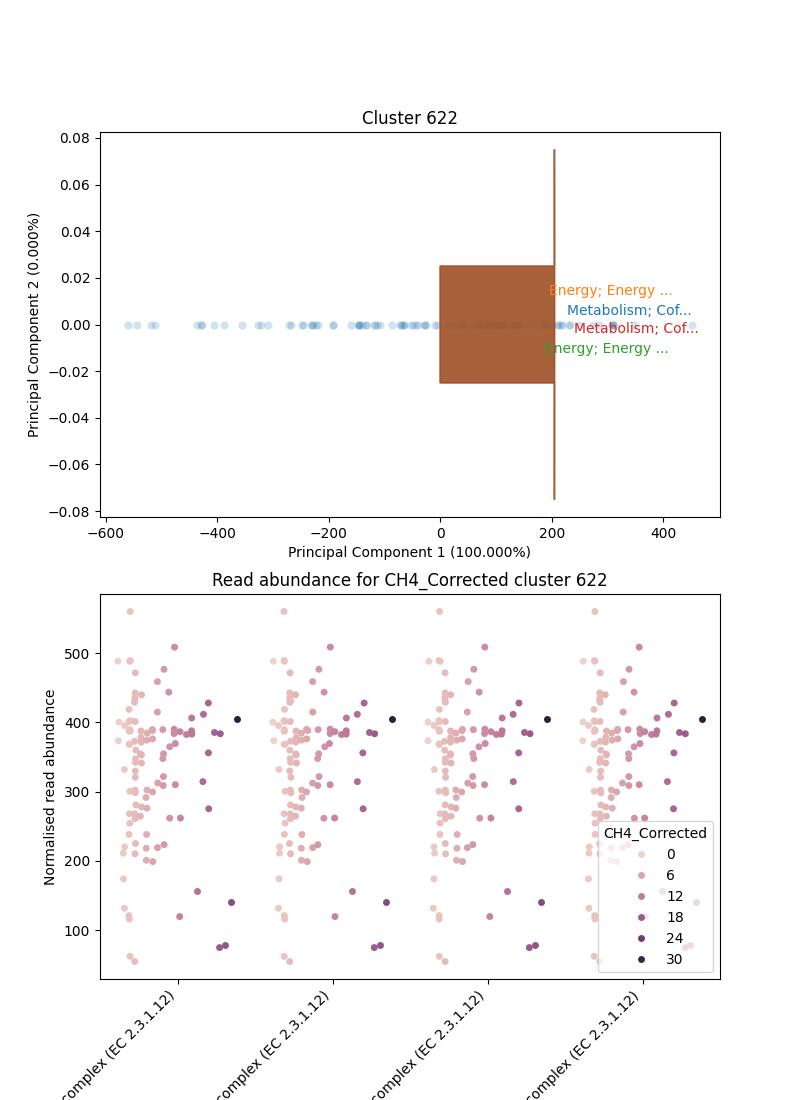 Cluster 622
0.08
0.06
0.04
0.02
0.00
−0.02
−0.04
−0.06
−0.08
Principal Component 2 (0.000%)
Energy; Energy ...
Metabolism; Cof...
Metabolism; Cof...
Energy; Energy ...
−600
−400
−200
0
200
400
Principal Component 1 (100.000%)
Read abundance for CH4_Corrected cluster 622
500
400
300
200
100
Normalised read abundance
CH4_Corrected
0
6
12
18
24
30
complex (EC 2.3.1.12)
complex (EC 2.3.1.12)
complex (EC 2.3.1.12)
complex (EC 2.3.1.12)